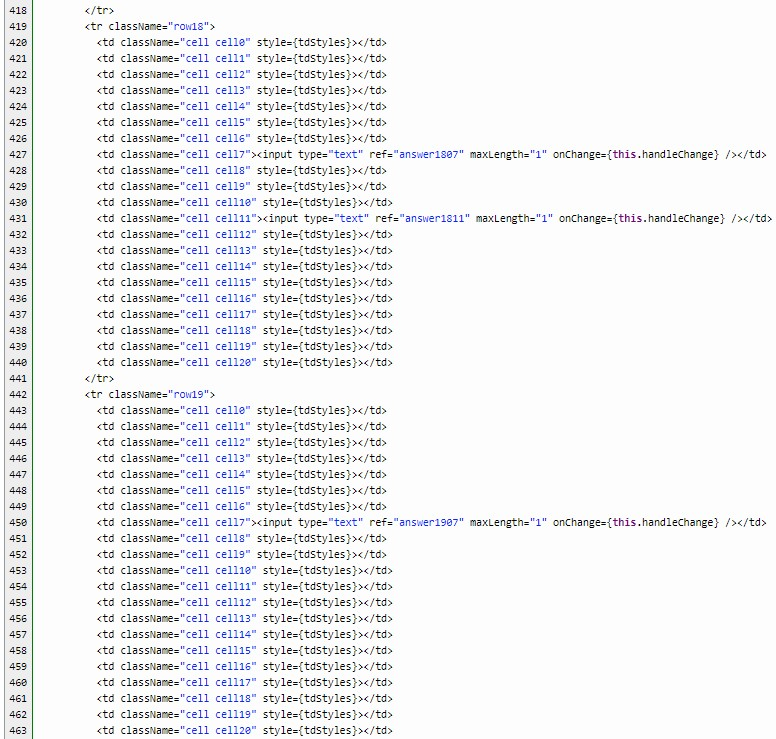 418 </tr>
419 <tr className="row18">
420 <td className="cell cell0" style={tdStyles}></td>
421 <td className="cell cell1" style={tdStyles}></td>
422 <td className="cell cell2" style={tdStyles}></td>
423 <td className="cell cell3" style={tdStyles}></td>
424 <td className="cell cell4" style={tdStyles}></td>
425 <td className="cell cell5" style={tdStyles}></td>
426 <td className="cell cell6" style={tdStyles}></td>
427 <td className="cell cell7"><input type="text" ref="answer1807" maxLength="1" onChange={this.handleChange} /></td>
428 <td className="cell cell8" style={tdStyles}></td>
429 <td className="cell cell9" style={tdStyles}></td>
430 <td className="cell cell10" style={tdStyles}></td>
431 <td className="cell cell11"><input type="text" ref="answer1811" maxLength="1" onChange={this.handleChange} /></td>
432 <td className="cell cell12" style={tdStyles}></td>
433 <td className="cell cell13" style={tdStyles}></td>
434 <td className="cell cell14" style={tdStyles}></td>
435 <td className="cell cell15" style={tdStyles}></td>
436 <td className="cell cell16" style={tdStyles}></td>
437 <td className="cell cell17" style={tdStyles}></td>
438 <td className="cell cell18" style={tdStyles}></td>
439 <td className="cell cell19" style={tdStyles}></td>
440 <td className="cell cell20" style={tdStyles}></td>
441 </tr>
442 <tr className="row19">
443 <td className="cell cell0" style={tdStyles}></td>
444 <td className="cell cell1" style={tdStyles}></td>
445 <td className="cell cell2" style={tdStyles}></td>
446 <td className="cell cell3" style={tdStyles}></td>
447 <td className="cell cell4" style={tdStyles}></td>
448 <td className="cell cell5" style={tdStyles}></td>
449 <td className="cell cell6" style={tdStyles}></td>
450 <td className="cell cell7"><input type="text" ref="answer1907" maxLength="1" onChange={this.handleChange} /></td>
451 <td className="cell cell8" style={tdStyles}></td>
452 <td className="cell cell9" style={tdStyles}></td>
453 <td className="cell cell10" style={tdStyles}></td>
454 <td className="cell cell11" style={tdStyles}></td>
455 <td className="cell cell12" style={tdStyles}></td>
456 <td className="cell cell13" style={tdStyles}></td>
457 <td className="cell cell14" style={tdStyles}></td>
458 <td className="cell cell15" style={tdStyles}></td>
459 <td className="cell cell16" style={tdStyles}></td>
460 <td className="cell cell17" style={tdStyles}></td>
461 <td className="cell cell18" style={tdStyles}></td>
462 <td className="cell cell19" style={tdStyles}></td>
463 <td className="cell cell20" style={tdStyles}></td>